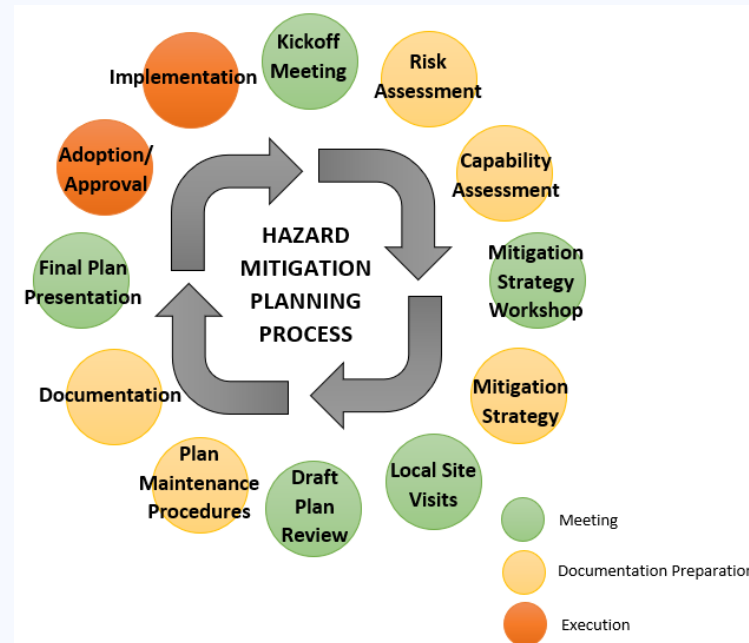 Kickoff
Meeting
Risk
Assessment
Capability
Assessment
Mitigation
Strategy
Workshop
Mitigation
Strategy
Local Site
Visits
Draft
Plan
Review
Plan
Maintenance
Procedures
Documentation
Final Plan
Presentation
Adoption/
Approval
Implementation
HAZARD
MITIGATION
PLANNING
PROCESS
Meeting
Documentation Preparation
Execution